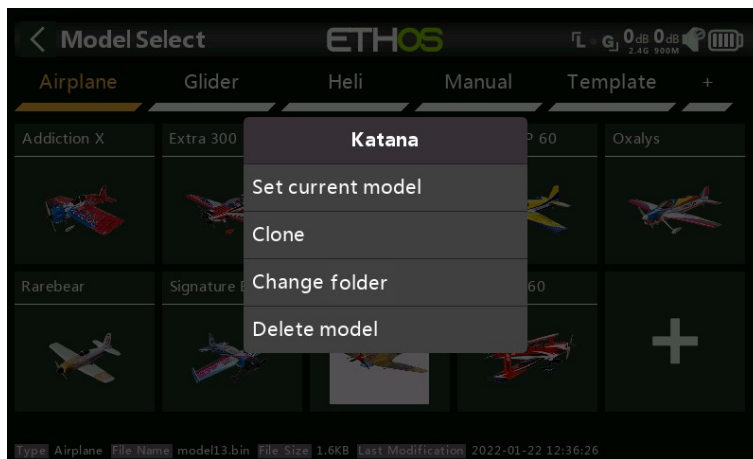 Model Select ETHOS L G 0dB 0dB 2.4G 900M
Airplane Glider Heli Manual Template +
Addiction X Extra 300 P 60 Oxalys
Katana
Set current model
Clone
Rarebear Signature 60
Change folder
Delete model
Type Airplane File Name model13.bin File Size 1.6KB Last Modification 2022-01-22 12:36:26